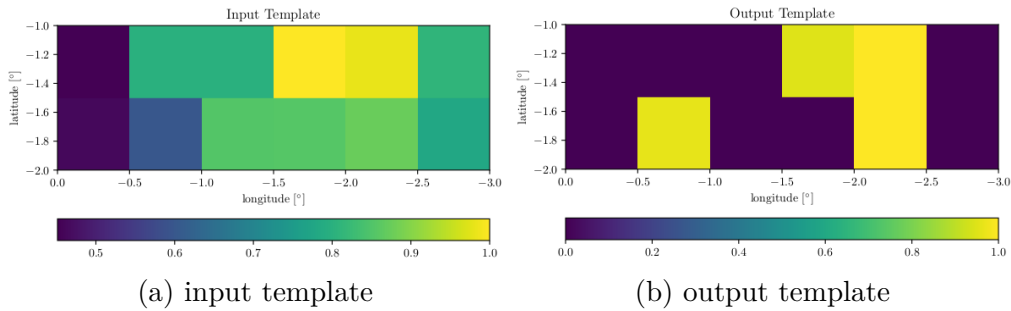 Input Template
−1.0
−1.2
−1.4
−1.6
−1.8
−2.0
latitude [°]
0.0 −0.5 −1.0 −1.5 −2.0 −2.5 −3.0
longitude [°]
0.5 0.6 0.7 0.8 0.9 1.0
(a) input template
Output Template
−1.0
−1.2
−1.4
−1.6
−1.8
−2.0
latitude [°]
0.0 −0.5 −1.0 −1.5 −2.0 −2.5 −3.0
longitude [°]
0.0 0.2 0.4 0.6 0.8 1.0
(b) output template